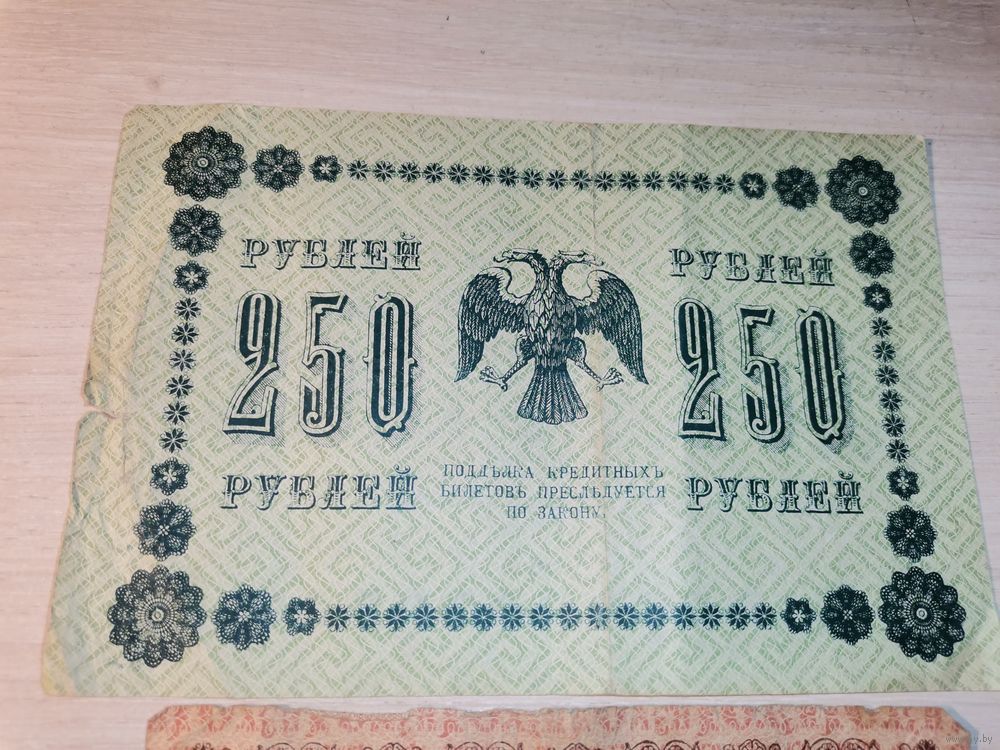 РУБЛЕЙ РУБЛЕЙ
250 250
РУБЛЕЙ РУБЛЕЙ
ПОДДѢЛКА КРЕДИТНЫХЪ
БИЛЕТОВЪ ПРЕСЛѢДУЕТСЯ
ПО ЗАКОНУ.